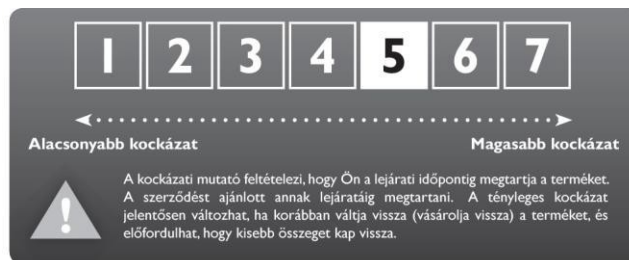 1 2 3 4 5 6 7
Alacsonyabb kockázat Magasabb kockázat
A kockázati mutató feltételezi, hogy Ön a lejárati időpontig megtartja a terméket.
A szerződést ajánlott annak lejáratáig megtartani. A tényleges kockázat
jelentősen változhat, ha korábban váltja vissza (vásárolja vissza) a terméket, és
előfordulhat, hogy kisebb összeget kap vissza.